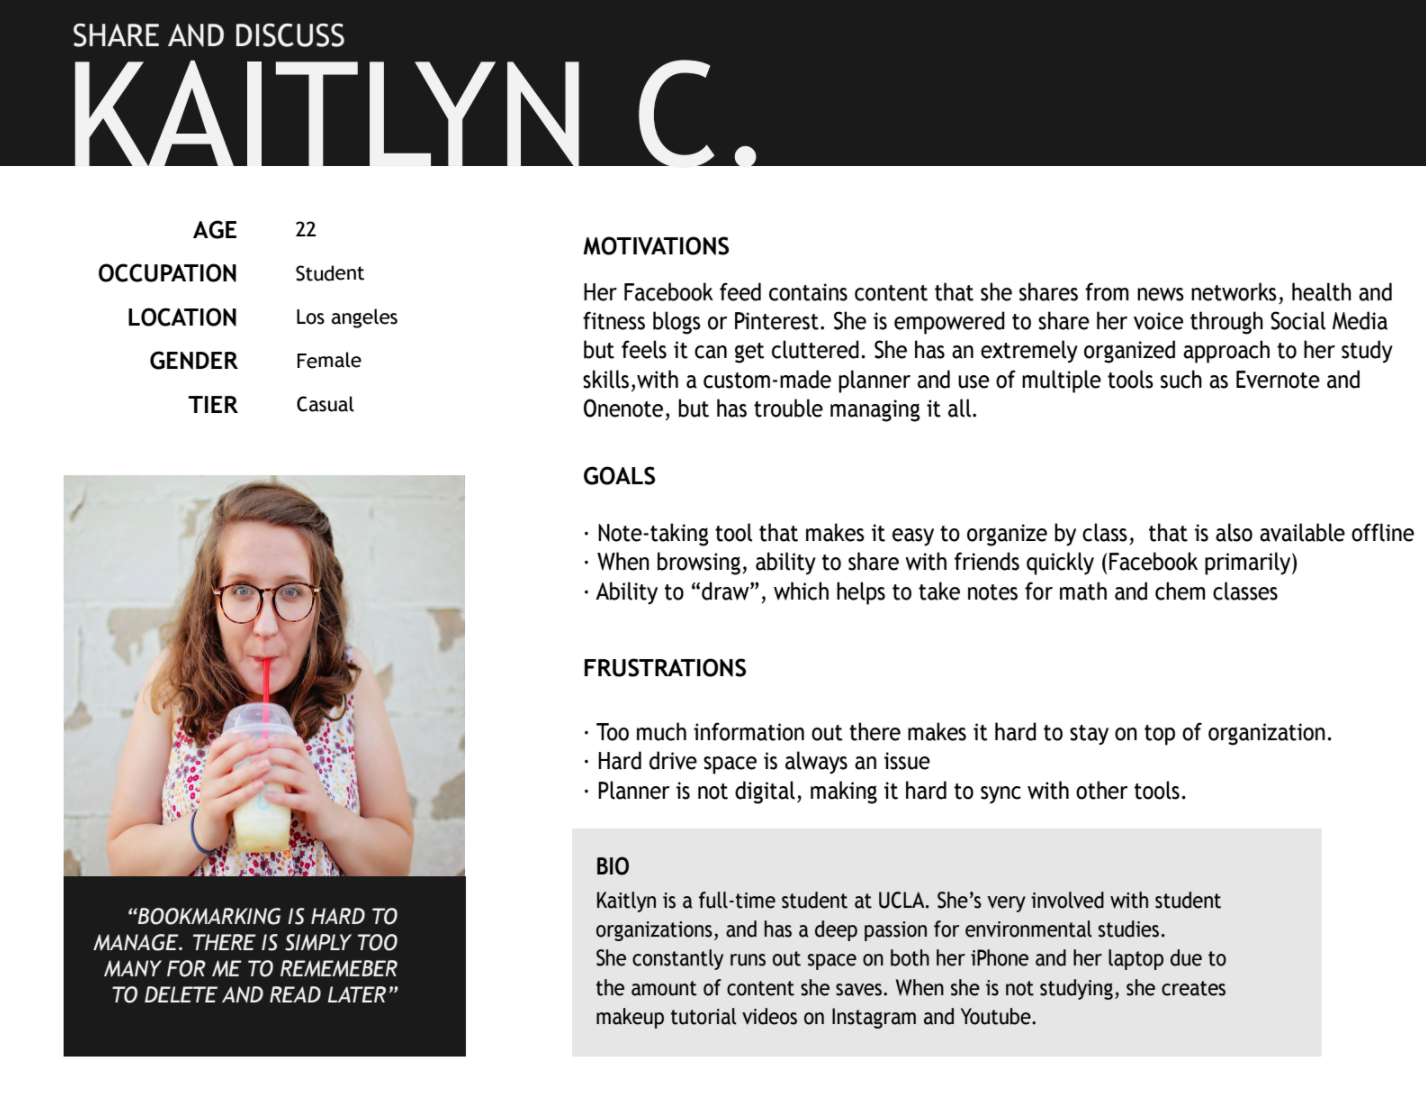 SHARE AND DISCUSS
KAITLYN C.
AGE 22
OCCUPATION Student
LOCATION Los angeles
GENDER Female
TIER Casual
“BOOKMARKING IS HARD TO
MANAGE. THERE IS SIMPLY TOO
MANY FOR ME TO REMEMEBER
TO DELETE AND READ LATER”
MOTIVATIONS
Her Facebook feed contains content that she shares from news networks, health and
fitness blogs or Pinterest. She is empowered to share her voice through Social Media
but feels it can get cluttered. She has an extremely organized approach to her study
skills,with a custom-made planner and use of multiple tools such as Evernote and
Onenote, but has trouble managing it all.
GOALS
· Note-taking tool that makes it easy to organize by class,  that is also available offline
· When browsing, ability to share with friends quickly (Facebook primarily)
· Ability to “draw”, which helps to take notes for math and chem classes
FRUSTRATIONS
· Too much information out there makes it hard to stay on top of organization.
· Hard drive space is always an issue
· Planner is not digital, making it hard to sync with other tools.
BIO
Kaitlyn is a full-time student at UCLA. She’s very involved with student
organizations, and has a deep passion for environmental studies.
She constantly runs out space on both her iPhone and her laptop due to
the amount of content she saves. When she is not studying, she creates
makeup tutorial videos on Instagram and Youtube.